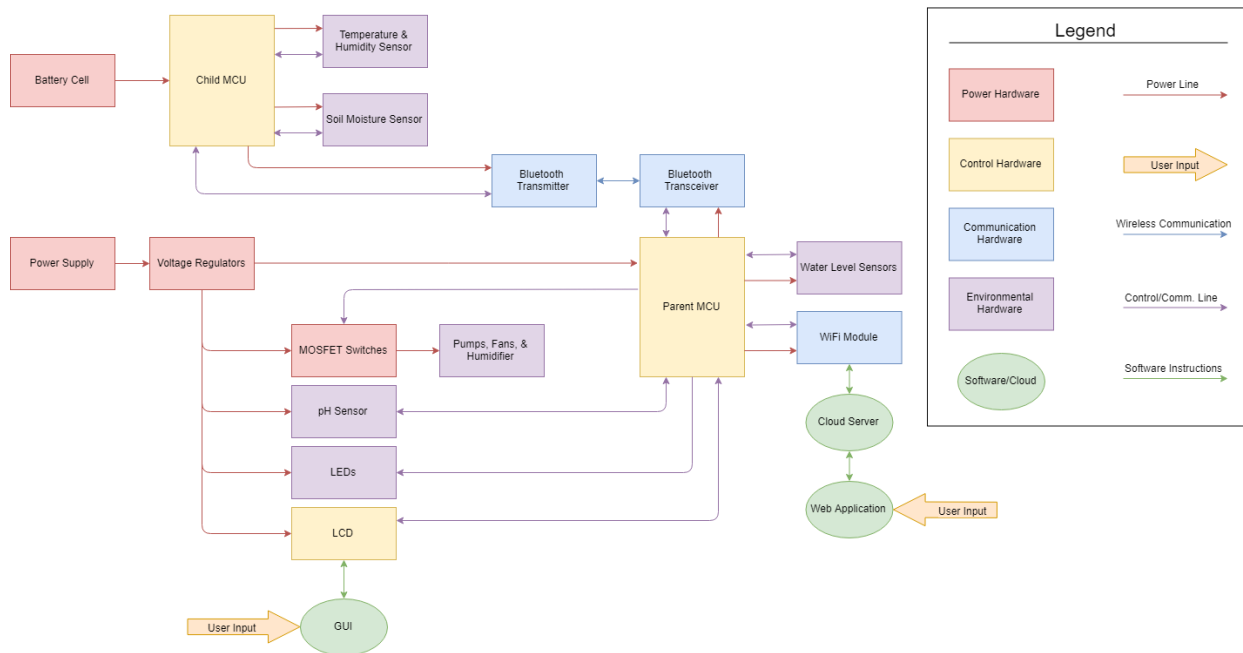 Battery Cell
Child MCU
Temperature &
Humidity Sensor
Soil Moisture Sensor
Bluetooth
Transmitter
Bluetooth
Transceiver
Power Supply
Voltage Regulators
Parent MCU
Water Level Sensors
MOSFET Switches
Pumps, Fans, &
Humidifier
WiFi Module
pH Sensor
Cloud Server
LEDs
Web Application
User Input
LCD
User Input
GUI
Legend
Power Hardware
Power Line
Control Hardware
User Input
Communication
Hardware
Wireless Communication
Environmental
Hardware
Control/Comm. Line
Software/Cloud
Software Instructions